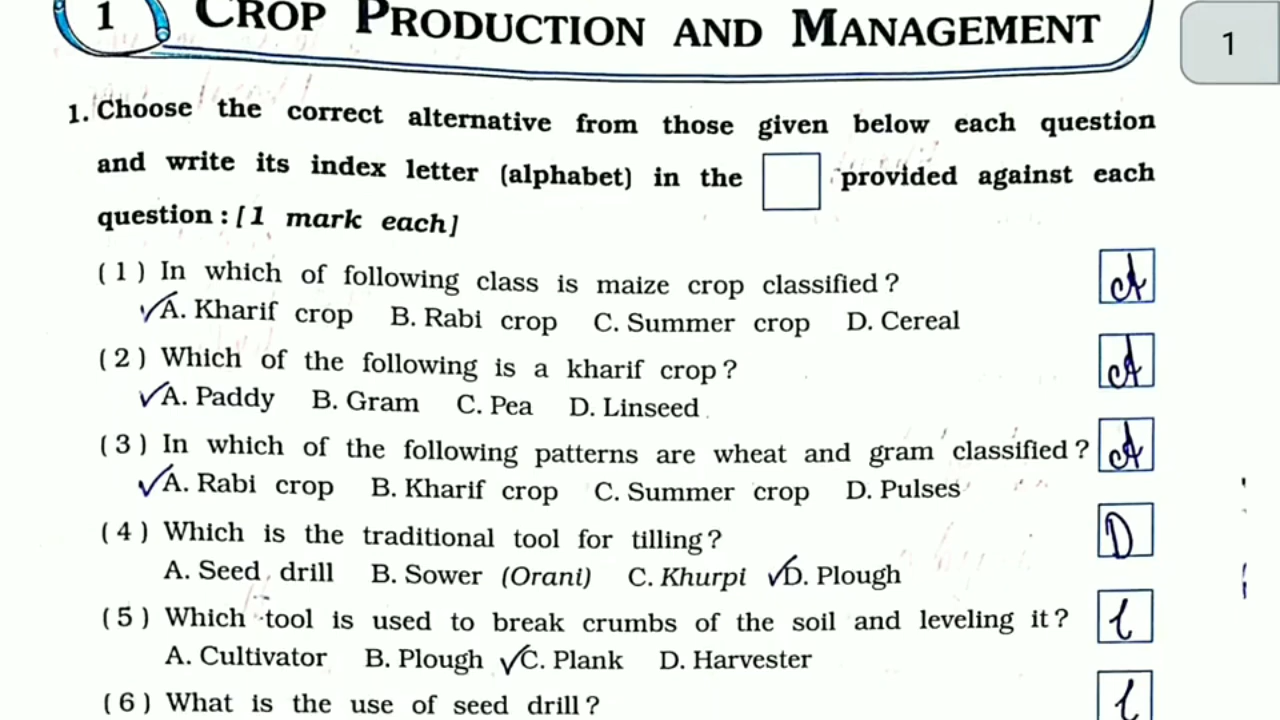 1 CROP PRODUCTION AND MANAGEMENT
1
1. Choose the correct alternative from those given below each question
and write its index letter (alphabet) in the provided against each
question : [1 mark each]
(1) In which of following class is maize crop classified ? A
✓A. Kharif crop B. Rabi crop C. Summer crop D. Cereal
(2) Which of the following is a kharif crop ? A
✓A. Paddy B. Gram C. Pea D. Linseed
(3) In which of the following patterns are wheat and gram classified ? A
✓A. Rabi crop B. Kharif crop C. Summer crop D. Pulses
(4) Which is the traditional tool for tilling ? D
A. Seed drill B. Sower (Orani) C. Khurpi ✓D. Plough
(5) Which tool is used to break crumbs of the soil and leveling it ? C
A. Cultivator B. Plough ✓C. Plank D. Harvester
(6) What is the use of seed drill ? C